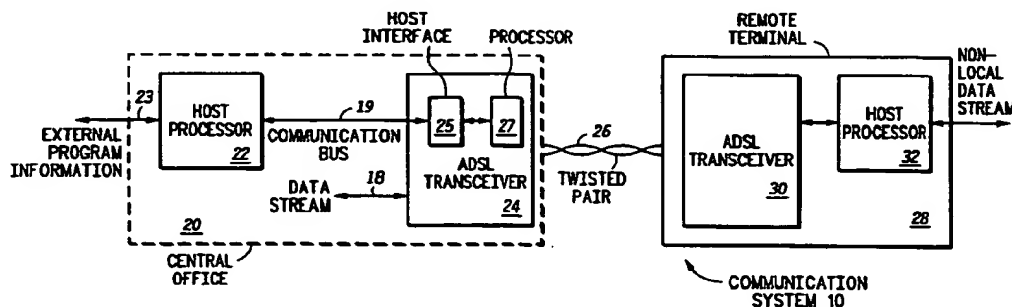 HOST
INTERFACE
PROCESSOR
REMOTE
TERMINAL
NON-
LOCAL
DATA
STREAM
23
HOST
PROCESSOR
22
19
COMMUNICATION
BUS
25
27
ADSL
TRANSCEIVER
24
26
TWISTED
PAIR
ADSL
TRANSCEIVER
30
HOST
PROCESSOR
32
EXTERNAL
PROGRAM
INFORMATION
DATA
STREAM
18
20
28
CENTRAL
OFFICE
COMMUNICATION
SYSTEM 10